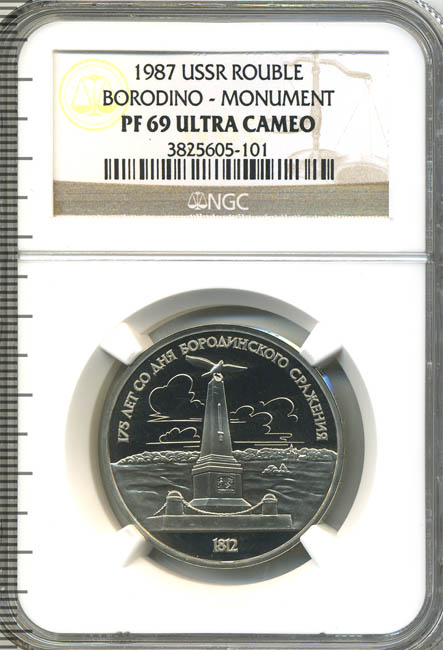 1987 USSR ROUBLE
BORODINO - MONUMENT
PF 69 ULTRA CAMEO
3825605-101
NGC
175 ЛЕТ СО ДНЯ БОРОДИНСКОГО СРАЖЕНИЯ
1812